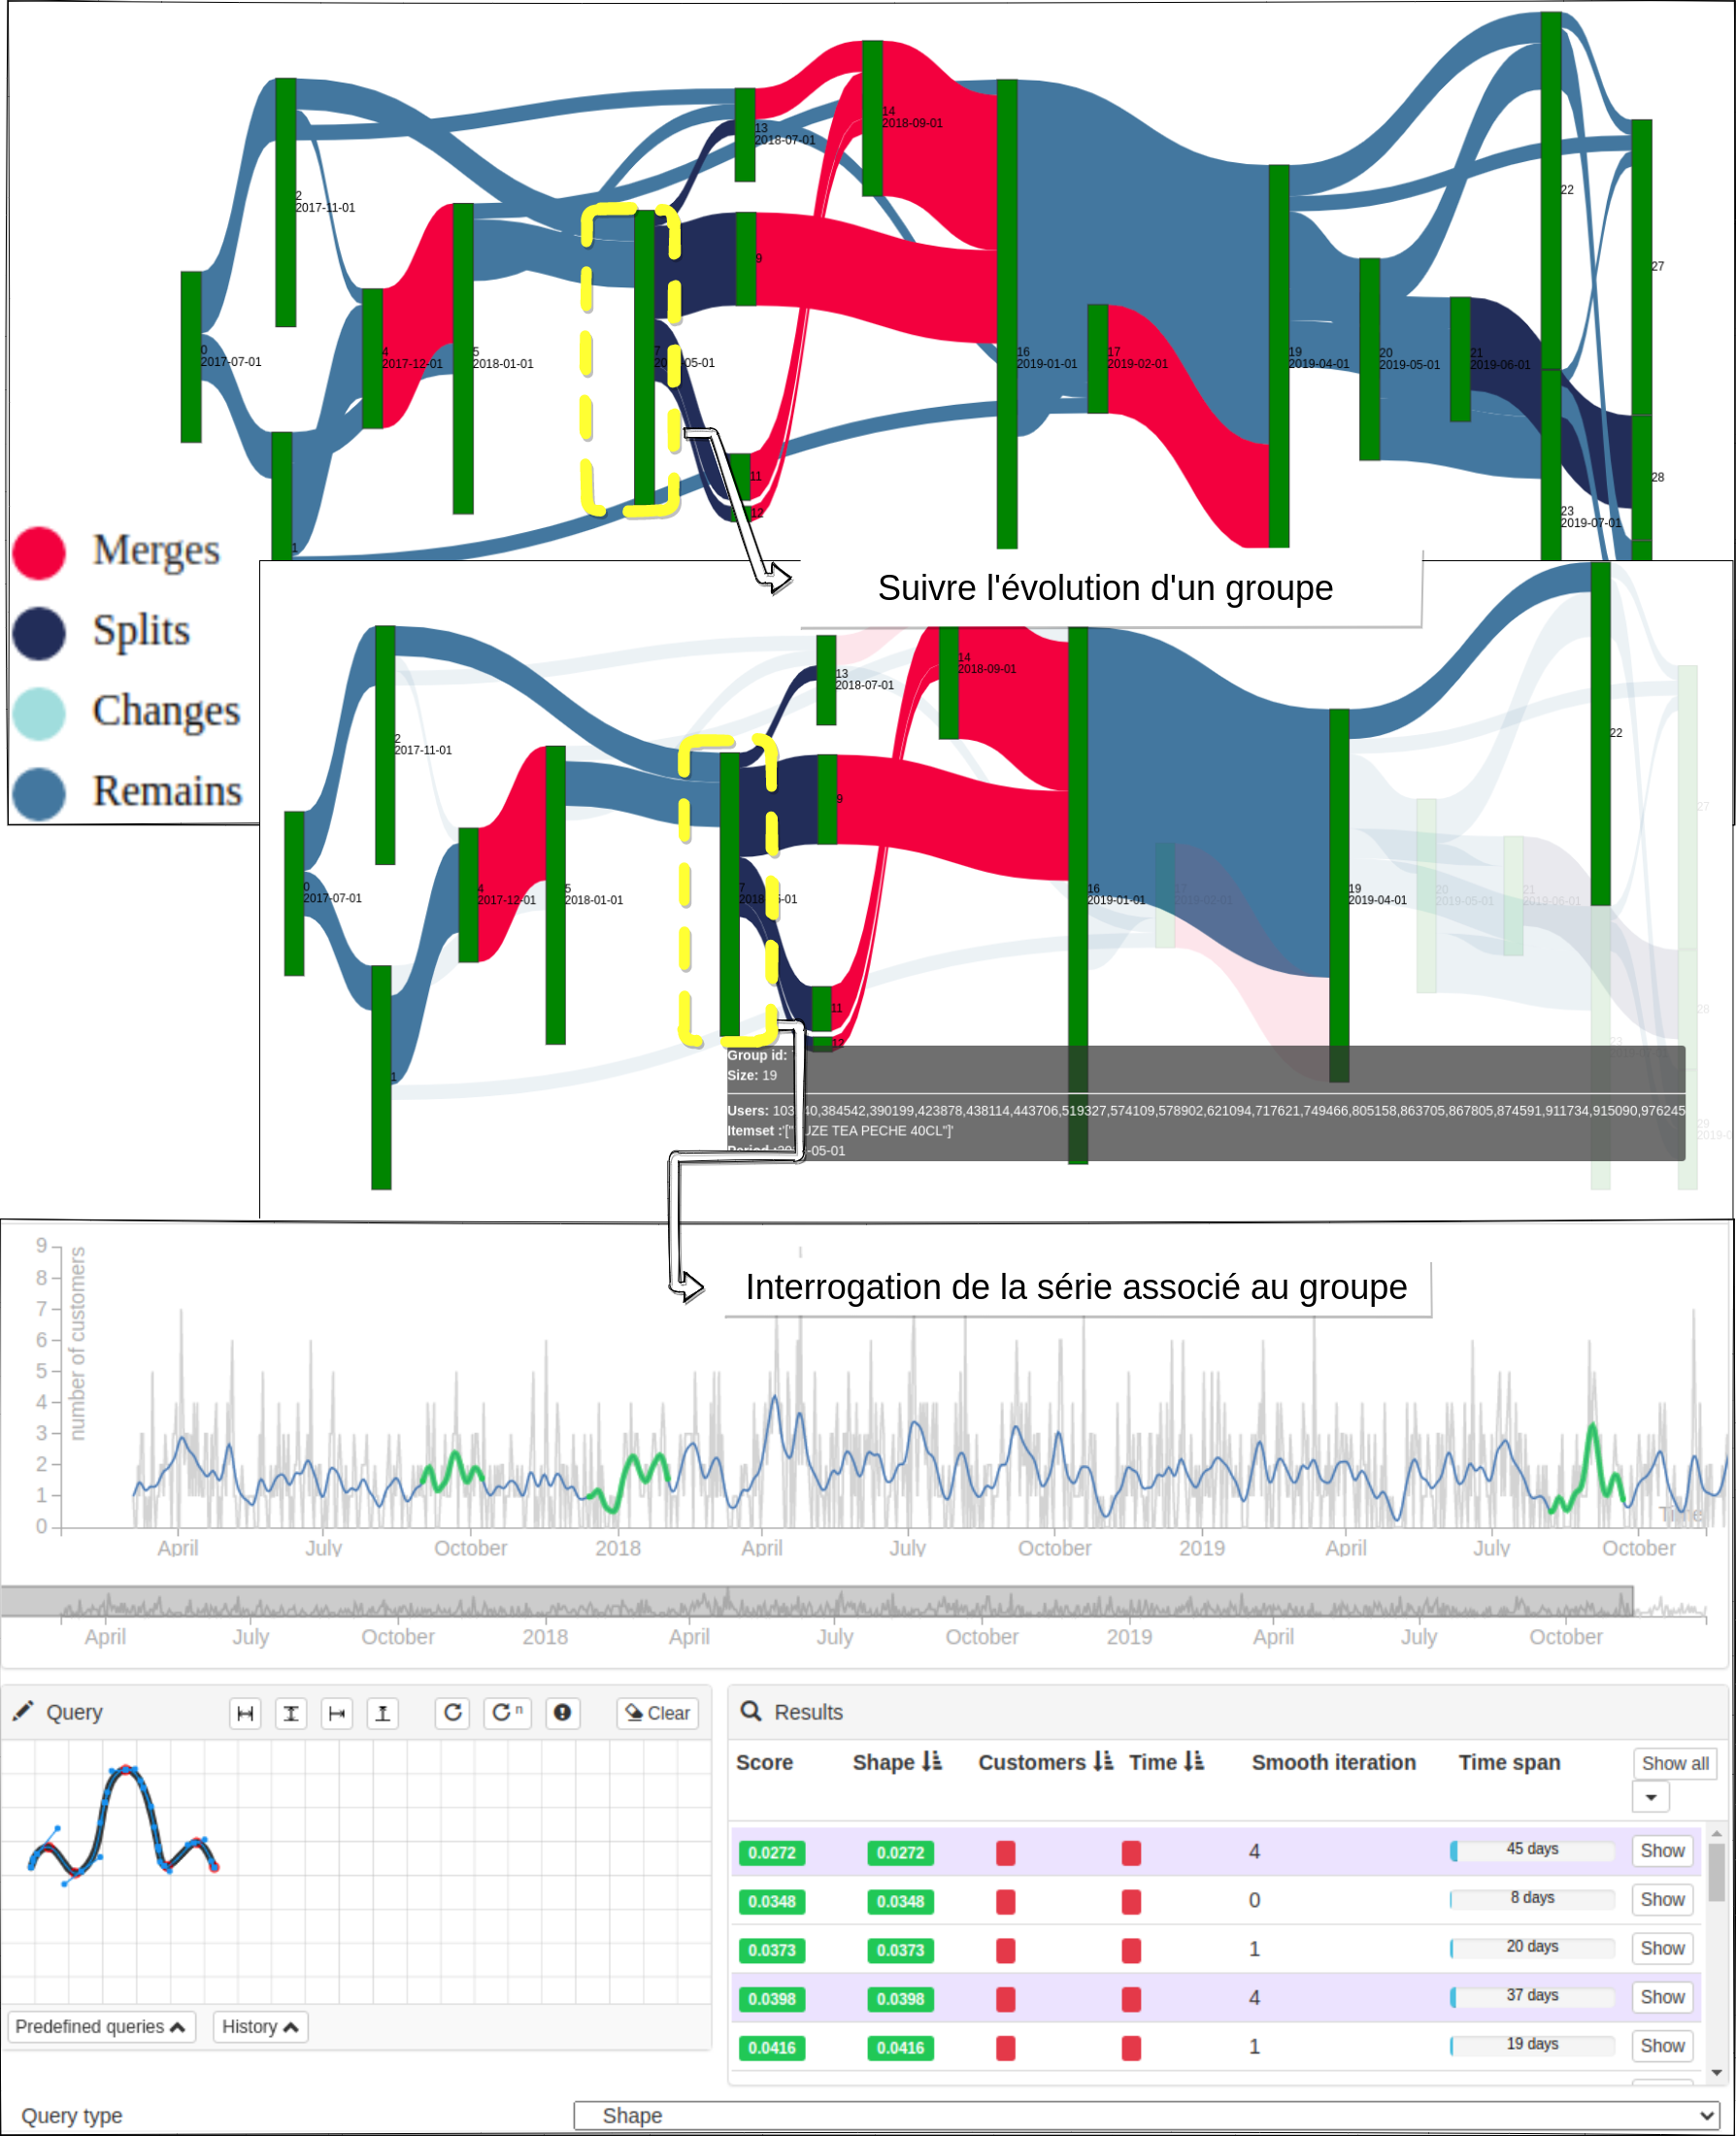 14
2018-09-01
13
2018-07-01
22
2
2017-11-01
9
27
0
2017-07-01
4
2017-12-01
5
2018-01-01
7
16
2019-01-01
17
2019-02-01
19
2019-04-01
20
2019-05-01
21
2019-06-01
11
12
28
23
2019-07-01
1
Merges
Splits
Changes
Remains
Suivre l'évolution d'un groupe
14
2018-09-01
13
2018-07-01
22
2
2017-11-01
9
27
0
2017-07-01
4
2017-12-01
5
2018-01-01
7
16
2019-01-01
19
2019-04-01
20
2019-05-01
21
2019-06-01
11
12
28
1
29
Group id:
Size: 19
Users: 384542,390199,423878,438114,443706,519327,574109,578902,621094,717621,749466,805158,863705,867805,874591,911734,915090,976245
Itemset : TEA PECHE 40CL"]'
-05-01
Interrogation de la série associé au groupe
number of customers
9
8
7
6
5
4
3
2
1
0
Time
April July October 2018 April July October 2019 April July October
April July October 2018 April July October 2019 April July October
Query
n
Clear
Predefined queries
History
Results
Score Shape Customers Time Smooth iteration Time span Show all
0.0272 0.0272 4 45 days Show
0.0348 0.0348 0 8 days Show
0.0373 0.0373 1 20 days Show
0.0398 0.0398 4 37 days Show
0.0416 0.0416 1 19 days Show
Query type Shape